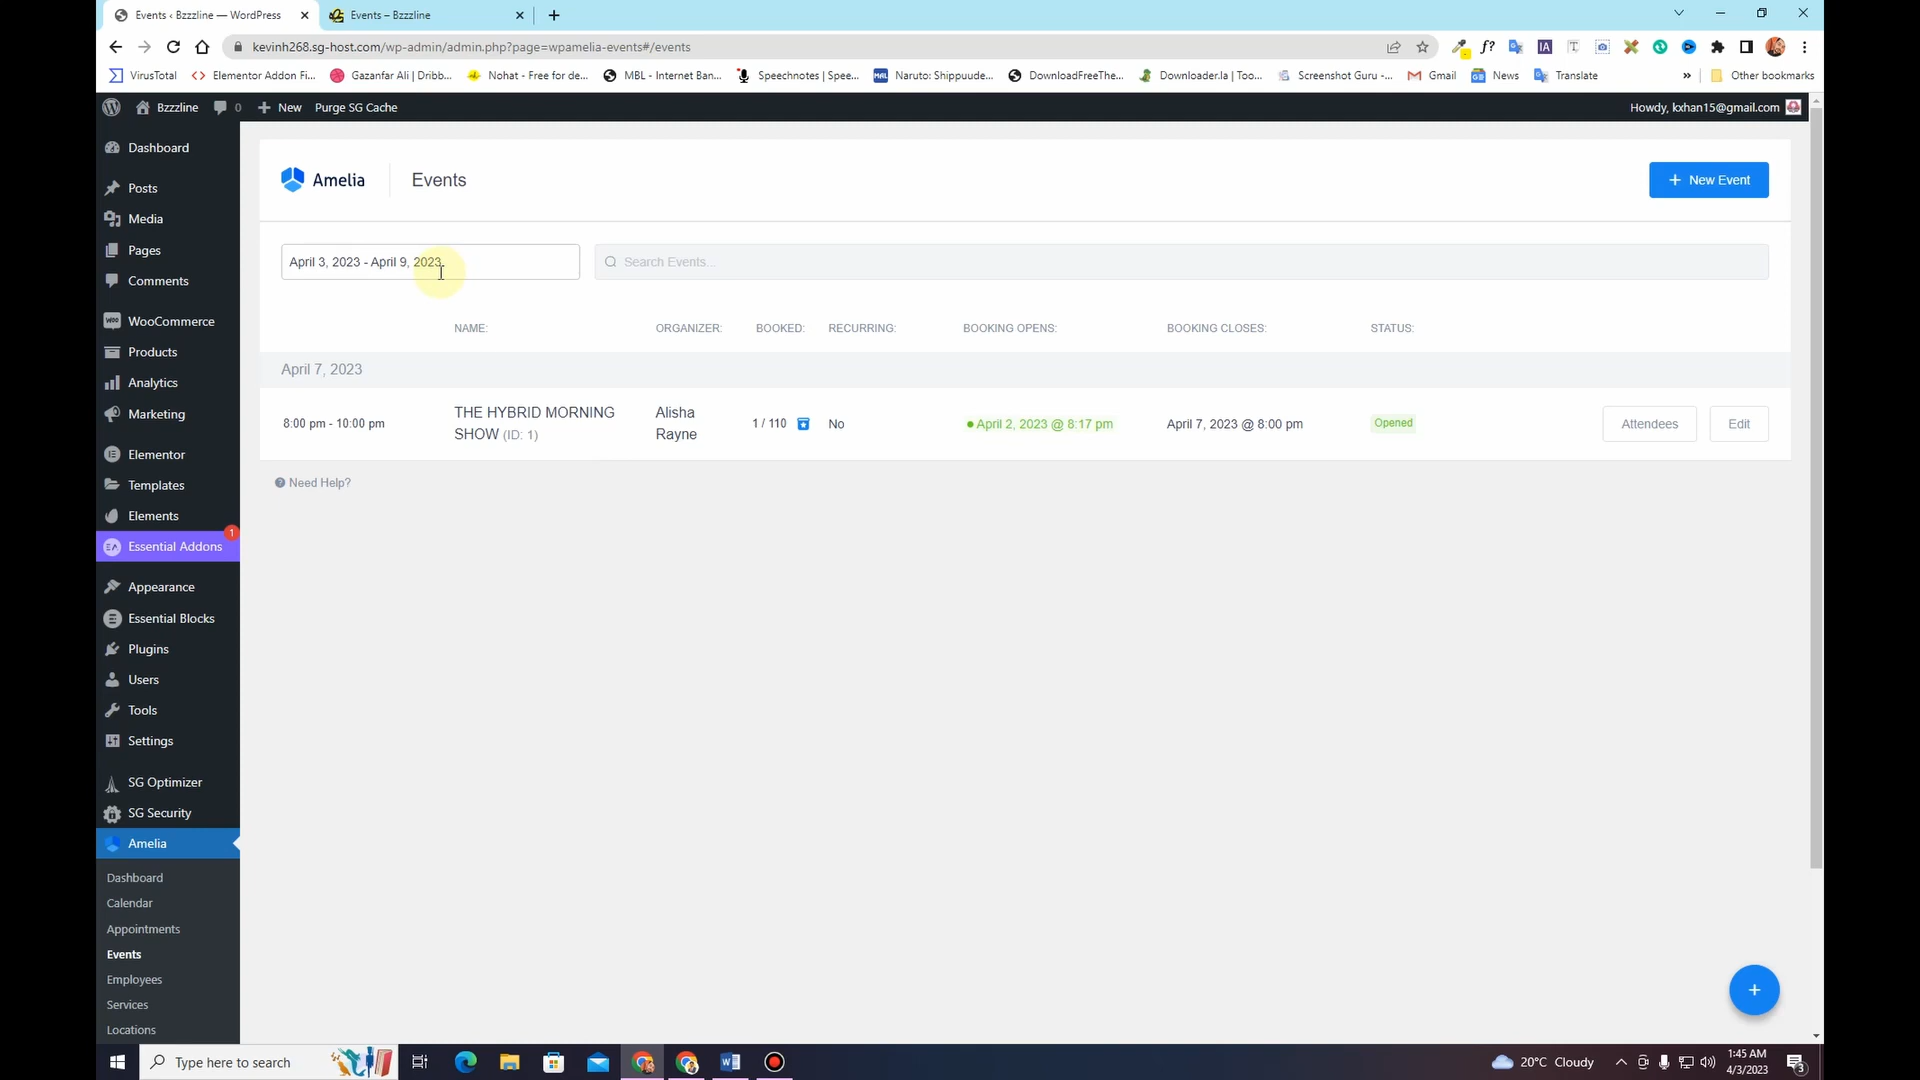 Events ‹ Bzzzline — WordPress
Events – Bzzzline
kevinh268.sg-host.com/wp-admin/admin.php?page=wpamelia-events#/events
VirusTotal
Elementor Addon Fi...
Gazanfar Ali | Dribb...
Nohat - Free for de...
MBL - Internet Ban...
Speechnotes | Spee...
Naruto: Shippuude...
DownloadFreeThe...
Downloader.la | Too...
Screenshot Guru -...
Gmail
News
Translate
»
Other bookmarks
Bzzzline
0
New
Purge SG Cache
Howdy, kxhan15@gmail.com
Dashboard
Posts
Media
Pages
Comments
WooCommerce
Products
Analytics
Marketing
Elementor
Templates
Elements
Essential Addons
1
Appearance
Essential Blocks
Plugins
Users
Tools
Settings
SG Optimizer
SG Security
Amelia
Dashboard
Calendar
Appointments
Events
Employees
Services
Locations
Amelia
Events
+ New Event
April 3, 2023 - April 9, 2023
Search Events...
NAME: ORGANIZER: BOOKED: RECURRING: BOOKING OPENS: BOOKING CLOSES: STATUS:
April 7, 2023
8:00 pm - 10:00 pm
THE HYBRID MORNING
SHOW (ID: 1)
Alisha
Rayne
1 / 110
No
April 2, 2023 @ 8:17 pm
April 7, 2023 @ 8:00 pm
Opened
Attendees
Edit
Need Help?
Type here to search
20°C Cloudy
1:45 AM
4/3/2023
3